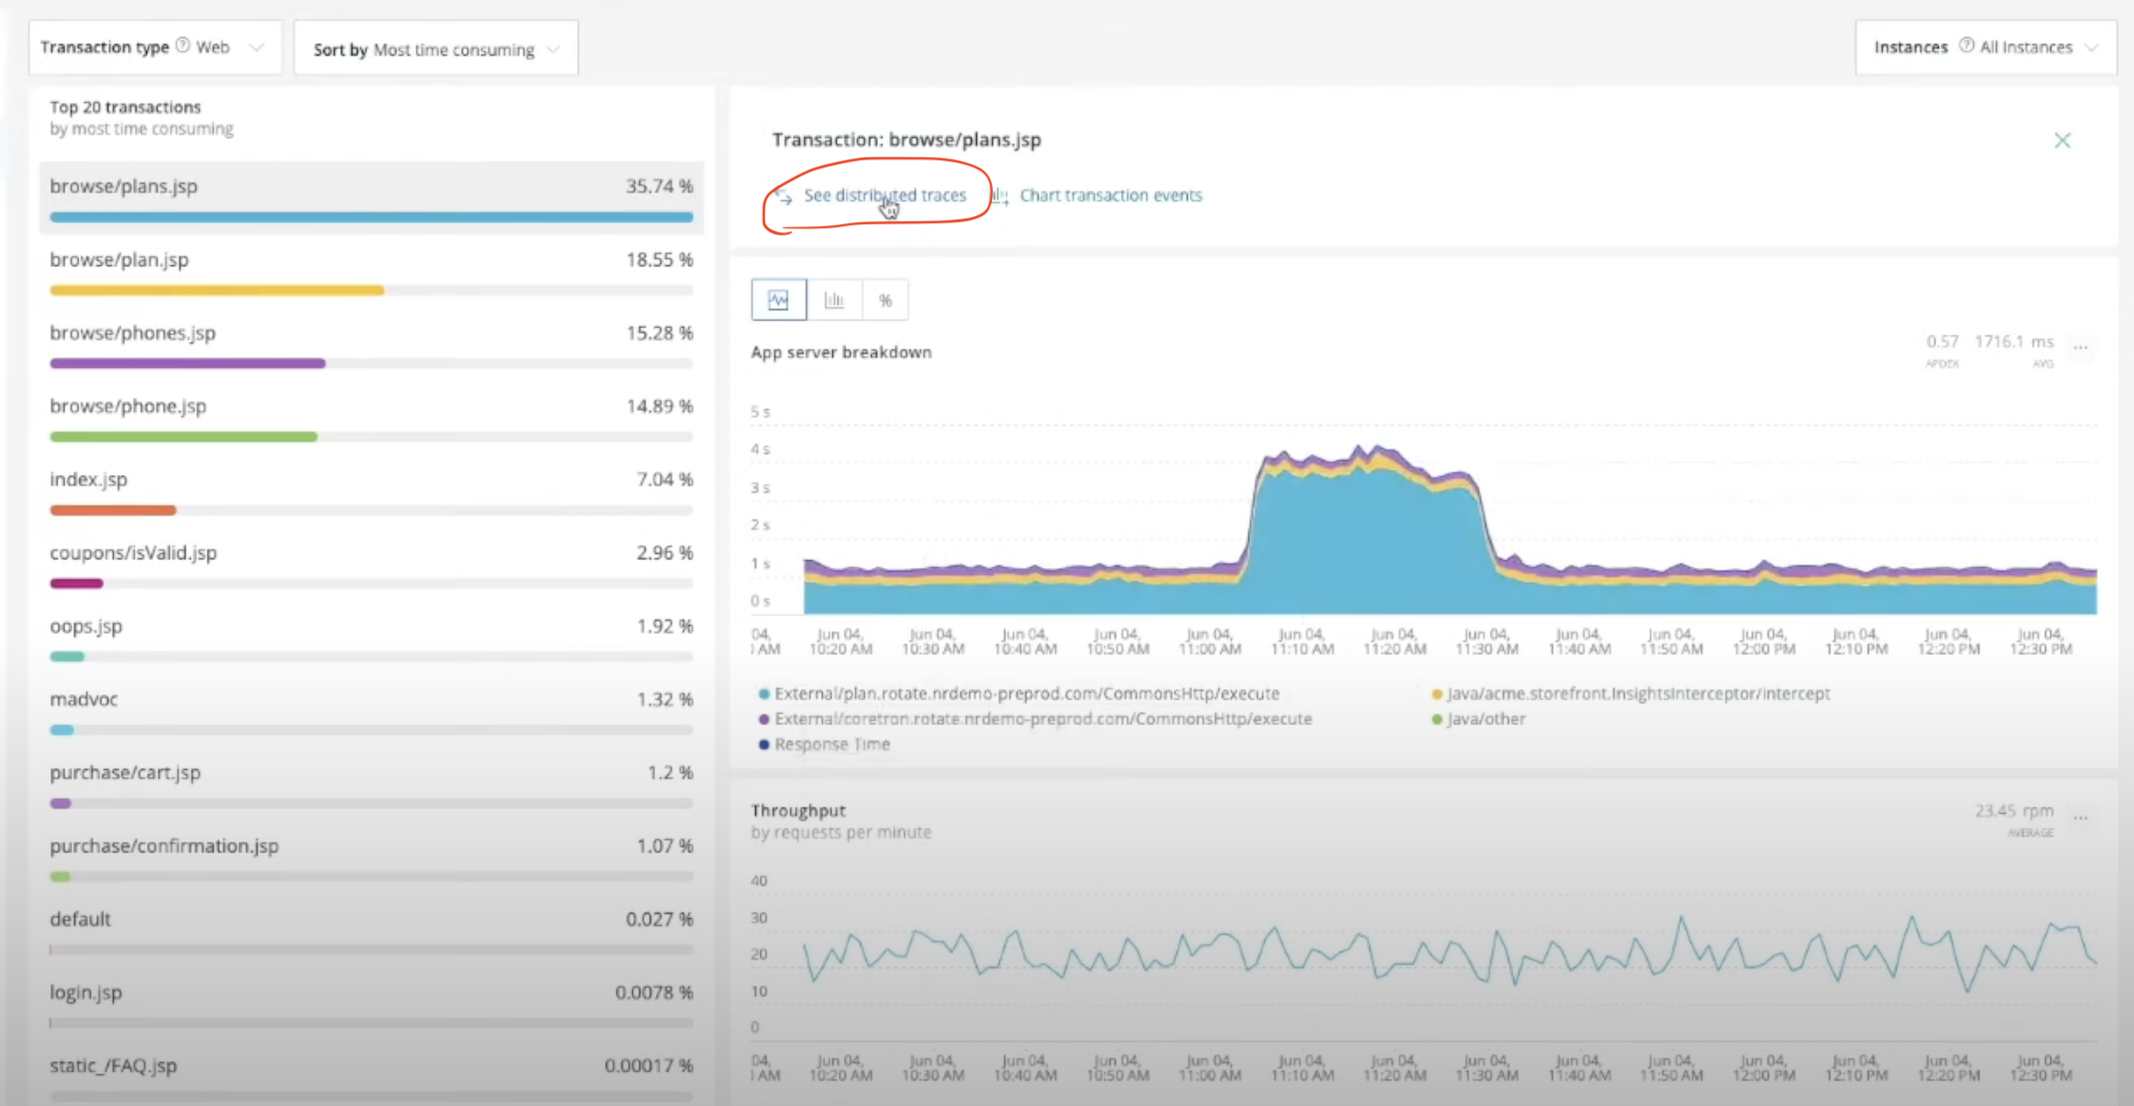 Transaction type Web
Sort by Most time consuming
Instances All Instances
Top 20 transactions
by most time consuming
browse/plans.jsp 35.74 %
browse/plan.jsp 18.55 %
browse/phones.jsp 15.28 %
browse/phone.jsp 14.89 %
index.jsp 7.04 %
coupons/isValid.jsp 2.96 %
oops.jsp 1.92 %
madvoc 1.32 %
purchase/cart.jsp 1.2 %
purchase/confirmation.jsp 1.07 %
default 0.027 %
login.jsp 0.0078 %
static_/FAQ.jsp 0.00017 %
Transaction: browse/plans.jsp
See distributed traces Chart transaction events
%
App server breakdown
0.57 1716.1 ms
APDEX AVG
5 s
4 s
3 s
2 s
1 s
0 s
04, Jun 04, Jun 04, Jun 04, Jun 04, Jun 04, Jun 04, Jun 04, Jun 04, Jun 04, Jun 04, Jun 04, Jun 04, Jun 04, Jun 04,
AM 10:20 AM 10:30 AM 10:40 AM 10:50 AM 11:00 AM 11:10 AM 11:20 AM 11:30 AM 11:40 AM 11:50 AM 12:00 PM 12:10 PM 12:20 PM 12:30 PM
External/plan.rotate.nrdemo-preprod.com/CommonsHttp/execute Java/acme.storefront.InsightsInterceptor/intercept
External/coretron.rotate.nrdemo-preprod.com/CommonsHttp/execute Java/other
Response Time
Throughput
by requests per minute
23.45 rpm
AVERAGE
40
30
20
10
0
04, Jun 04, Jun 04, Jun 04, Jun 04, Jun 04, Jun 04, Jun 04, Jun 04, Jun 04, Jun 04, Jun 04, Jun 04, Jun 04, Jun 04,
AM 10:20 AM 10:30 AM 10:40 AM 10:50 AM 11:00 AM 11:10 AM 11:20 AM 11:30 AM 11:40 AM 11:50 AM 12:00 PM 12:10 PM 12:20 PM 12:30 PM